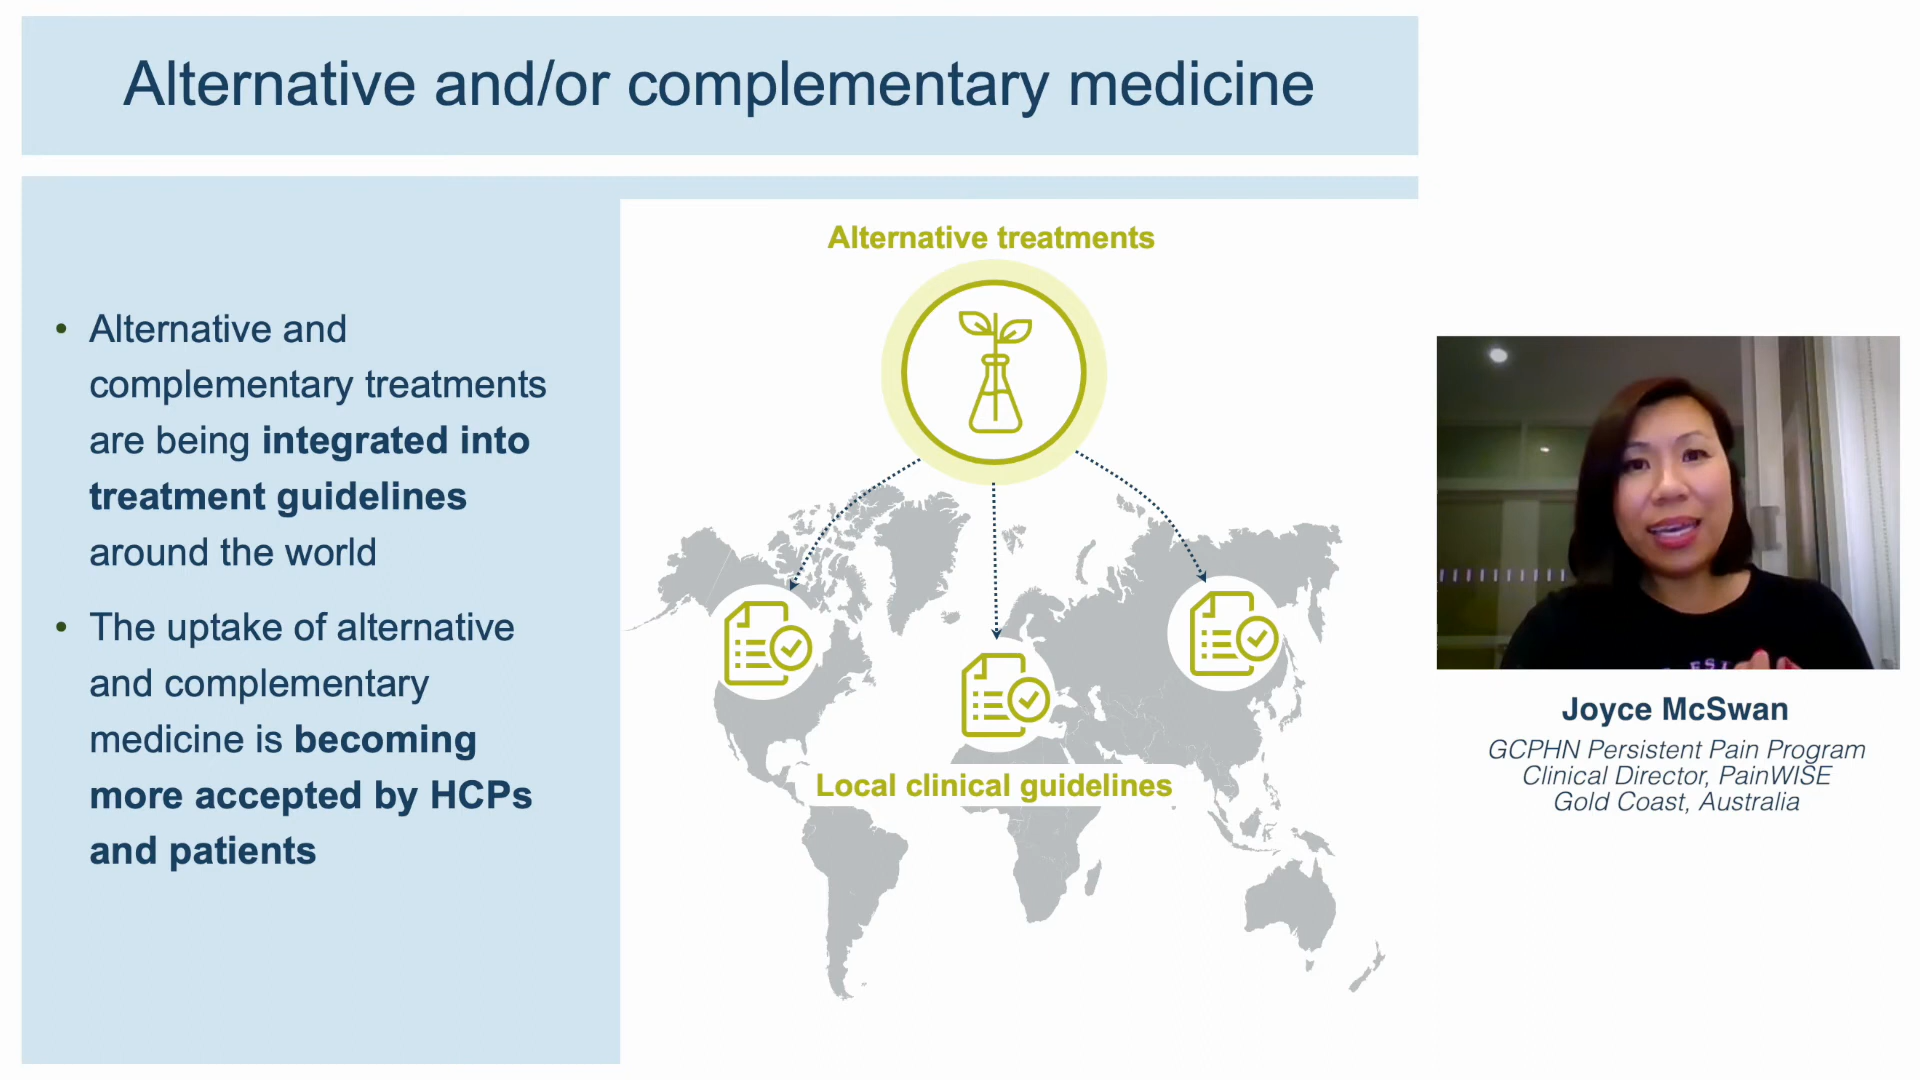 Alternative and/or complementary medicine
• Alternative and
complementary treatments
are being integrated into
treatment guidelines
around the world
• The uptake of alternative
and complementary
medicine is becoming
more accepted by HCPs
and patients
Alternative treatments
Local clinical guidelines
Joyce McSwan
GCPHN Persistent Pain Program
Clinical Director, PainWISE
Gold Coast, Australia